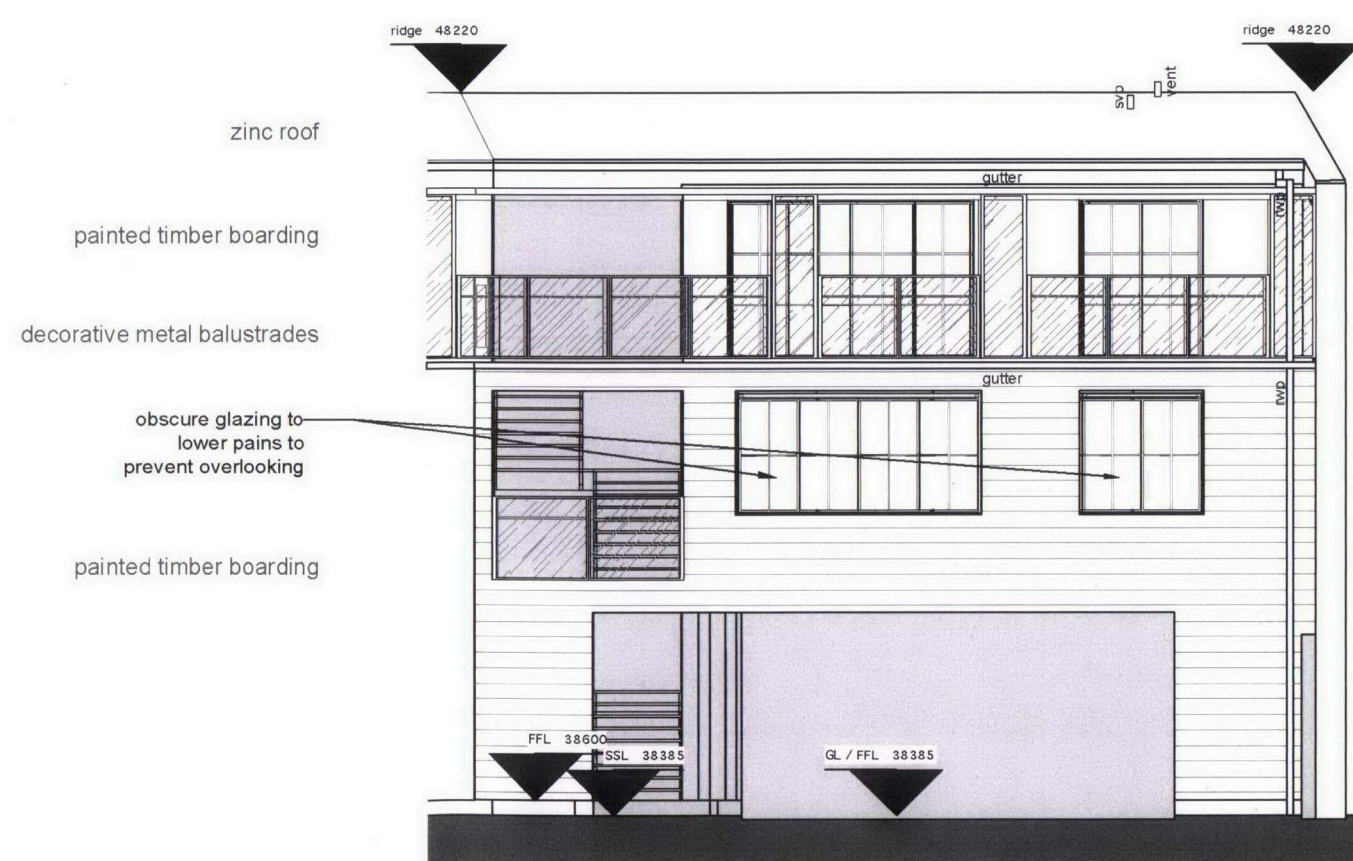 ridge 48220
ridge 48220
svp
vent
zinc roof
gutter
rwp
painted timber boarding
decorative metal balustrades
gutter
rwp
obscure glazing to
lower pains to
prevent overlooking
painted timber boarding
FFL 38600
SSL 38385
GL / FFL 38385